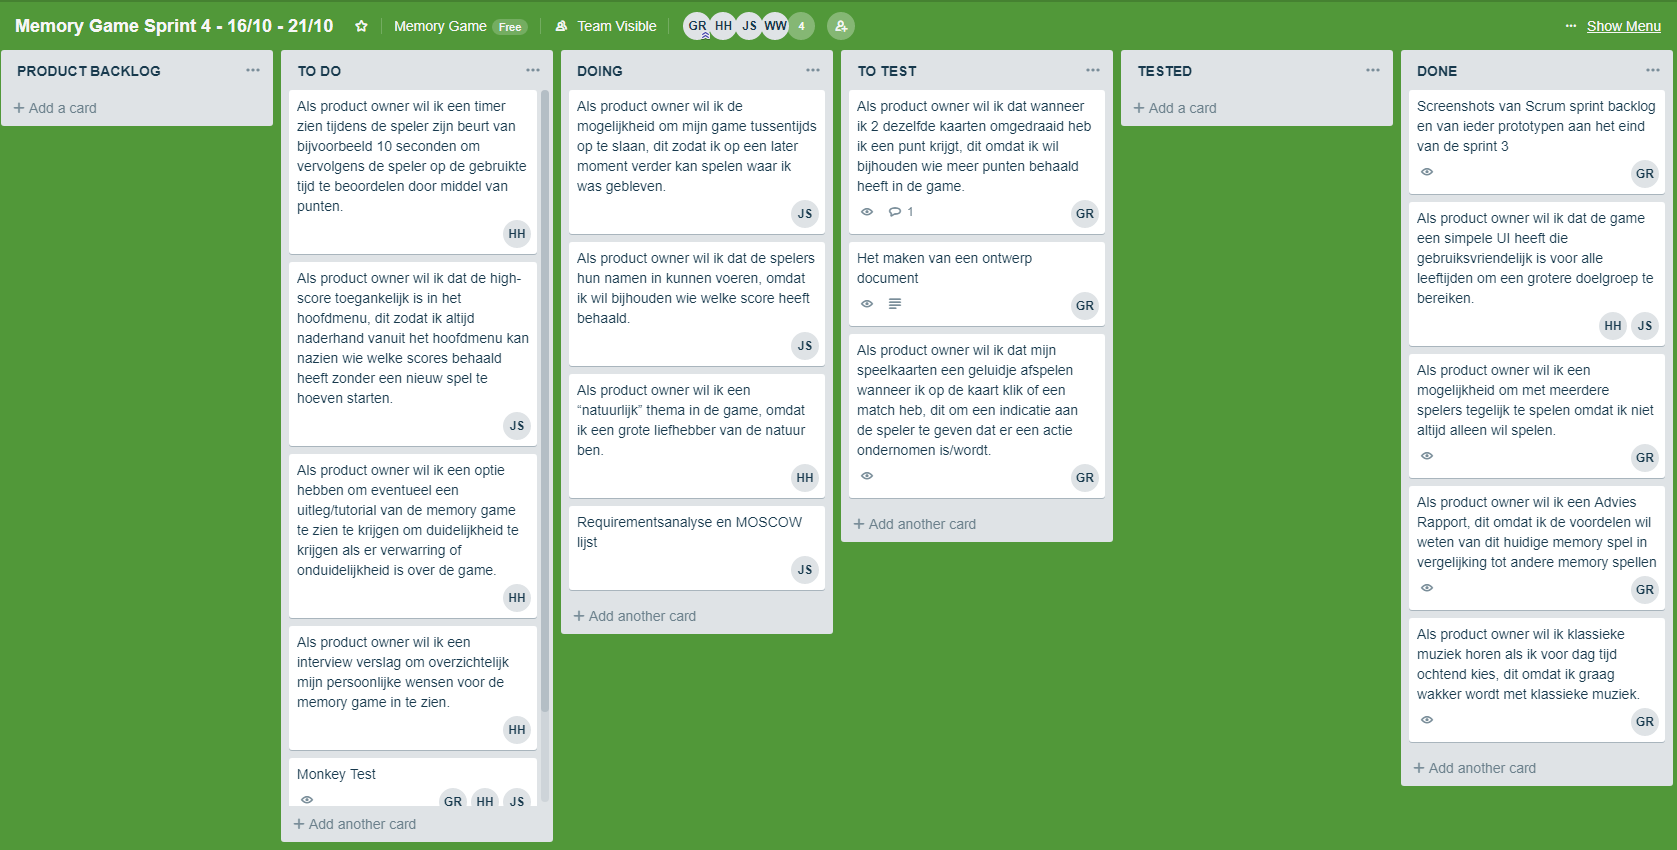 Memory Game Sprint 4 - 16/10 - 21/10
Memory Game Free
Team Visible
GR HH JS WW 4
··· Show Menu
PRODUCT BACKLOG
+ Add a card
TO DO
Als product owner wil ik een timer
zien tijdens de speler zijn beurt van
bijvoorbeeld 10 seconden om
vervolgens de speler op de gebruikte
tijd te beoordelen door middel van
punten.
HH
Als product owner wil ik dat de high-
score toegankelijk is in het
hoofdmenu, dit zodat ik altijd
naderhand vanuit het hoofdmenu kan
nazien wie welke scores behaald
heeft zonder een nieuw spel te
hoeven starten.
JS
Als product owner wil ik een optie
hebben om eventueel een
uitleg/tutorial van de memory game
te zien te krijgen om duidelijkheid te
krijgen als er verwarring of
onduidelijkheid is over de game.
HH
Als product owner wil ik een
interview verslag om overzichtelijk
mijn persoonlijke wensen voor de
memory game in te zien.
HH
Monkey Test
GR HH JS
+ Add another card
DOING
Als product owner wil ik de
mogelijkheid om mijn game tussentijds
op te slaan, dit zodat ik op een later
moment verder kan spelen waar ik
was gebleven.
JS
Als product owner wil ik dat de spelers
hun namen in kunnen voeren, omdat
ik wil bijhouden wie welke score heeft
behaald.
JS
Als product owner wil ik een
“natuurlijk” thema in de game, omdat
ik een grote liefhebber van de natuur
ben.
HH
Requirementsanalyse en MOSCOW
lijst
JS
+ Add another card
TO TEST
Als product owner wil ik dat wanneer
ik 2 dezelfde kaarten omgedraaid heb
ik een punt krijgt, dit omdat ik wil
bijhouden wie meer punten behaald
heeft in de game.
1
GR
Het maken van een ontwerp
document
GR
Als product owner wil ik dat mijn
speelkaarten een geluidje afspelen
wanneer ik op de kaart klik of een
match heb, dit om een indicatie aan
de speler te geven dat er een actie
ondernomen is/wordt.
GR
+ Add another card
TESTED
+ Add a card
DONE
Screenshots van Scrum sprint backlog
en van ieder prototypen aan het eind
van de sprint 3
GR
Als product owner wil ik dat de game
een simpele UI heeft die
gebruiksvriendelijk is voor alle
leeftijden om een grotere doelgroep te
bereiken.
HH JS
Als product owner wil ik een
mogelijkheid om met meerdere
spelers tegelijk te spelen omdat ik niet
altijd alleen wil spelen.
GR
Als product owner wil ik een Advies
Rapport, dit omdat ik de voordelen wil
weten van dit huidige memory spel in
vergelijking tot andere memory spellen
GR
Als product owner wil ik klassieke
muziek horen als ik voor dag tijd
ochtend kies, dit omdat ik graag
wakker wordt met klassieke muziek.
GR
+ Add another card